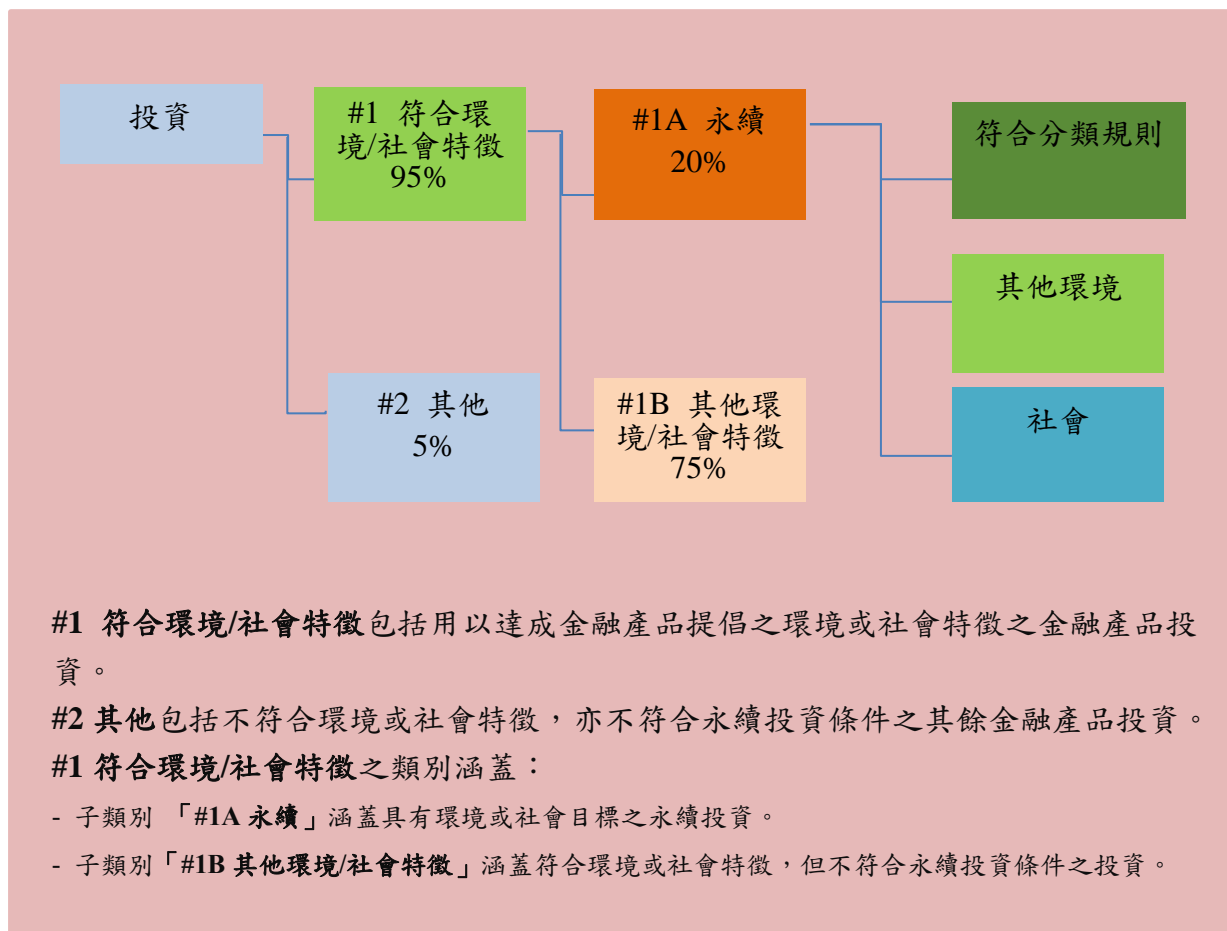 投資
#1 符合環
境/社會特徵
95%
#1A 永續
20%
符合分類規則
其他環境
#2 其他
5%
#1B 其他環
境/社會特徵
75%
社會
#1 符合環境/社會特徵包括用以達成金融產品提倡之環境或社會特徵之金融產品投
資。
#2 其他包括不符合環境或社會特徵，亦不符合永續投資條件之其餘金融產品投資。
#1 符合環境/社會特徵之類別涵蓋：
- 子類別 「#1A 永續」涵蓋具有環境或社會目標之永續投資。
- 子類別「#1B 其他環境/社會特徵」涵蓋符合環境或社會特徵，但不符合永續投資條件之投資。